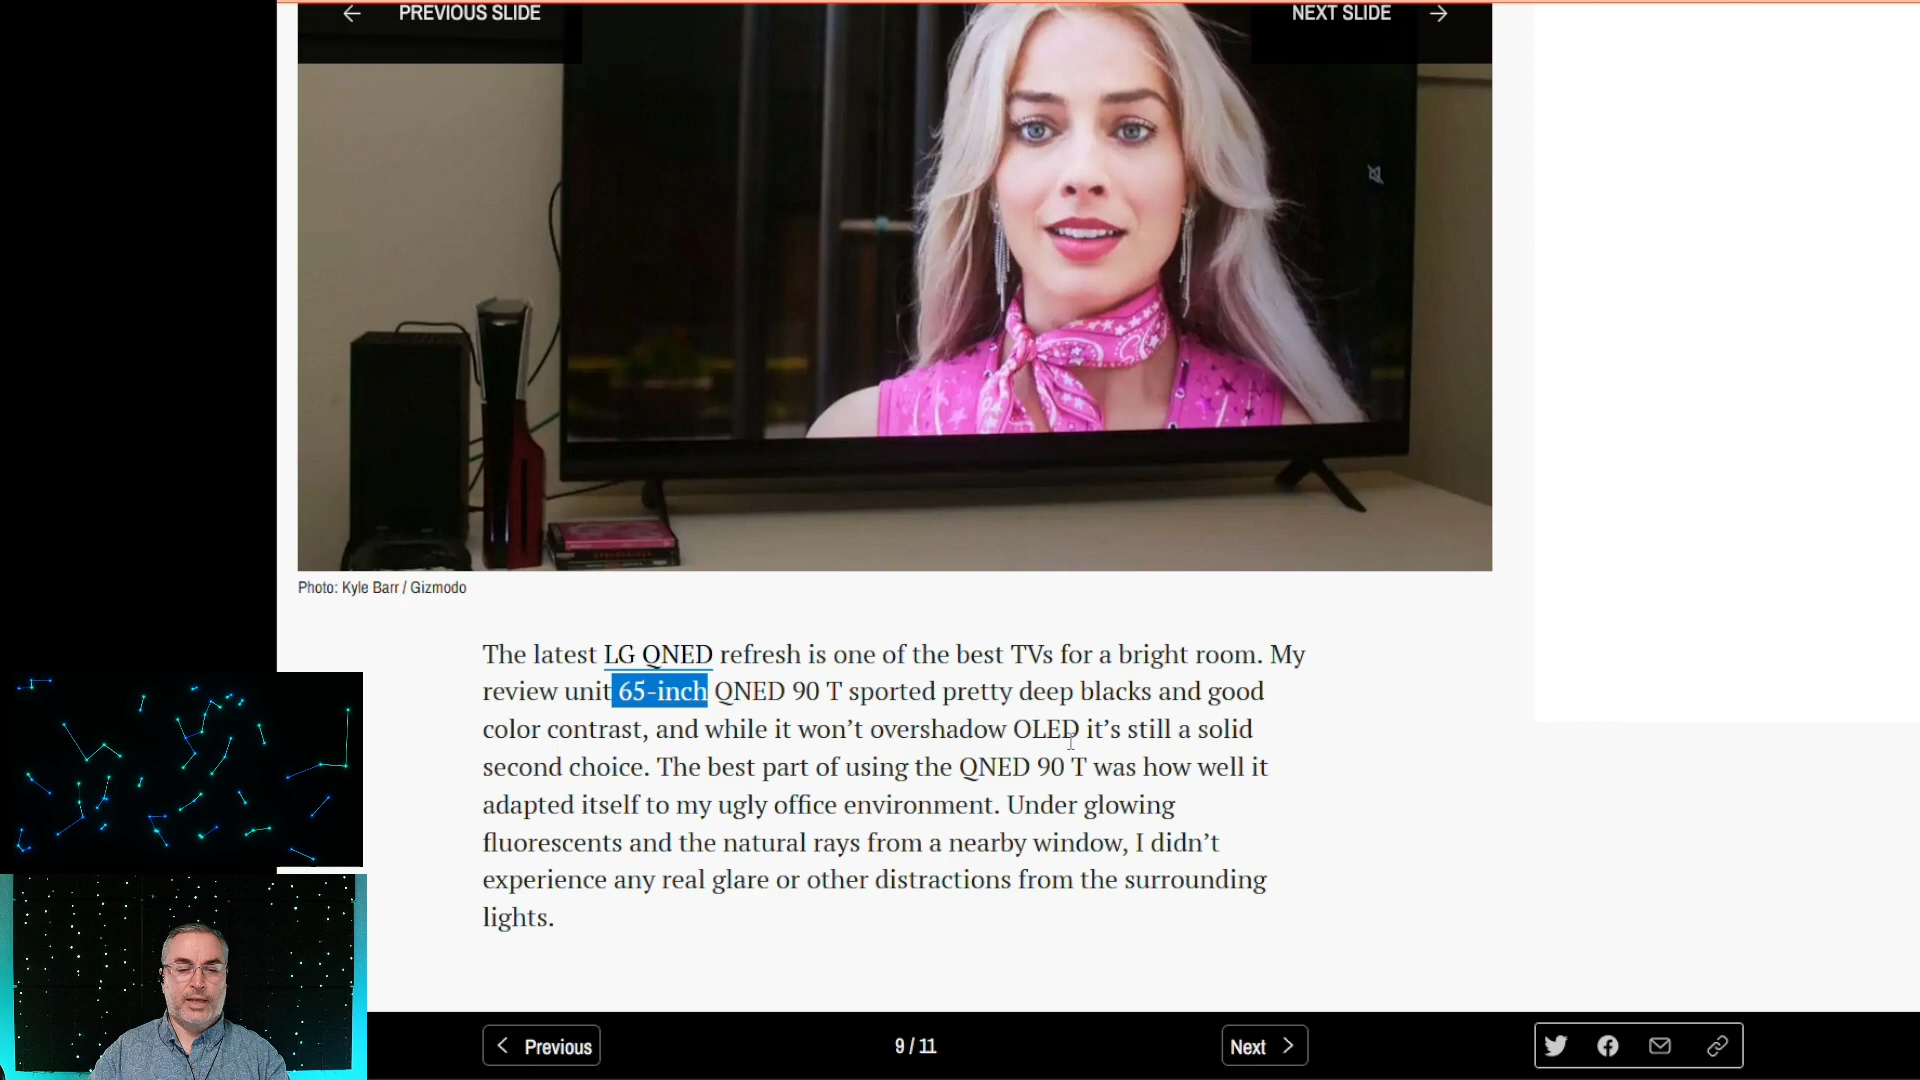 PREVIOUS SLIDE
NEXT SLIDE
Photo: Kyle Barr / Gizmodo
The latest LG QNED refresh is one of the best TVs for a bright room. My
review unit 65-inch QNED 90 T sported pretty deep blacks and good
color contrast, and while it won’t overshadow OLED it’s still a solid
second choice. The best part of using the QNED 90 T was how well it
adapted itself to my ugly office environment. Under glowing
fluorescents and the natural rays from a nearby window, I didn’t
experience any real glare or other distractions from the surrounding
lights.
Previous
9 / 11
Next